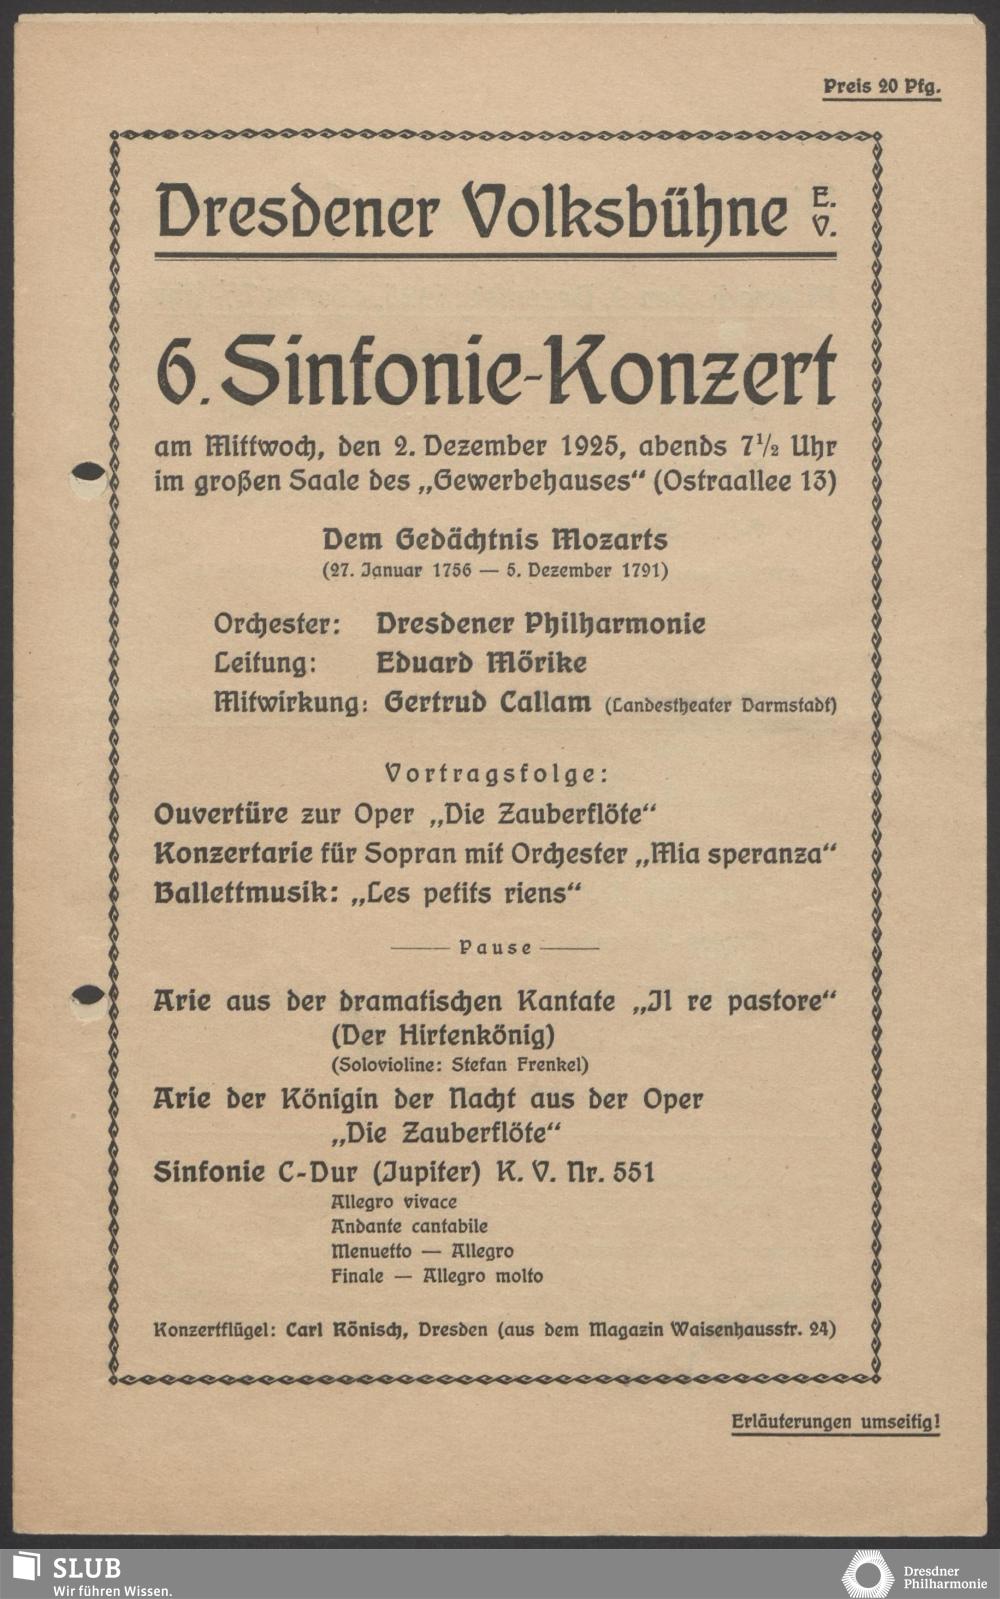 Preis 20 Pfg.
Dresdener Volksbühne E. V.
6. Sinfonie-Konzert
am Mittwoch, den 2. Dezember 1925, abends 7½ Uhr
im großen Saale des „Gewerbehauses“ (Ostraallee 13)
Dem Gedächtnis Mozarts
(27. Januar 1756 — 5. Dezember 1791)
Orchester: Dresdener Philharmonie
Leitung: Eduard Mörike
Mitwirkung: Gertrud Callam (Landestheater Darmstadt)
Vortragsfolge:
Ouvertüre zur Oper „Die Zauberflöte“
Konzertarie für Sopran mit Orchester „Mia speranza“
Ballettmusik: „Les petits riens“
Pause
Arie aus der dramatischen Kantate „Il re pastore“
(Der Hirtenkönig)
(Solovioline: Stefan Frenkel)
Arie der Königin der Nacht aus der Oper
„Die Zauberflöte“
Sinfonie C-Dur (Jupiter) K. V. Nr. 551
Allegro vivace
Andante cantabile
Menuetto — Allegro
Finale — Allegro molto
Konzertflügel: Carl Rönisch, Dresden (aus dem Magazin Waisenhausstr. 24)
Erläuterungen umseitig!
SLUB
Wir führen Wissen.
Dresdner
Philharmonie